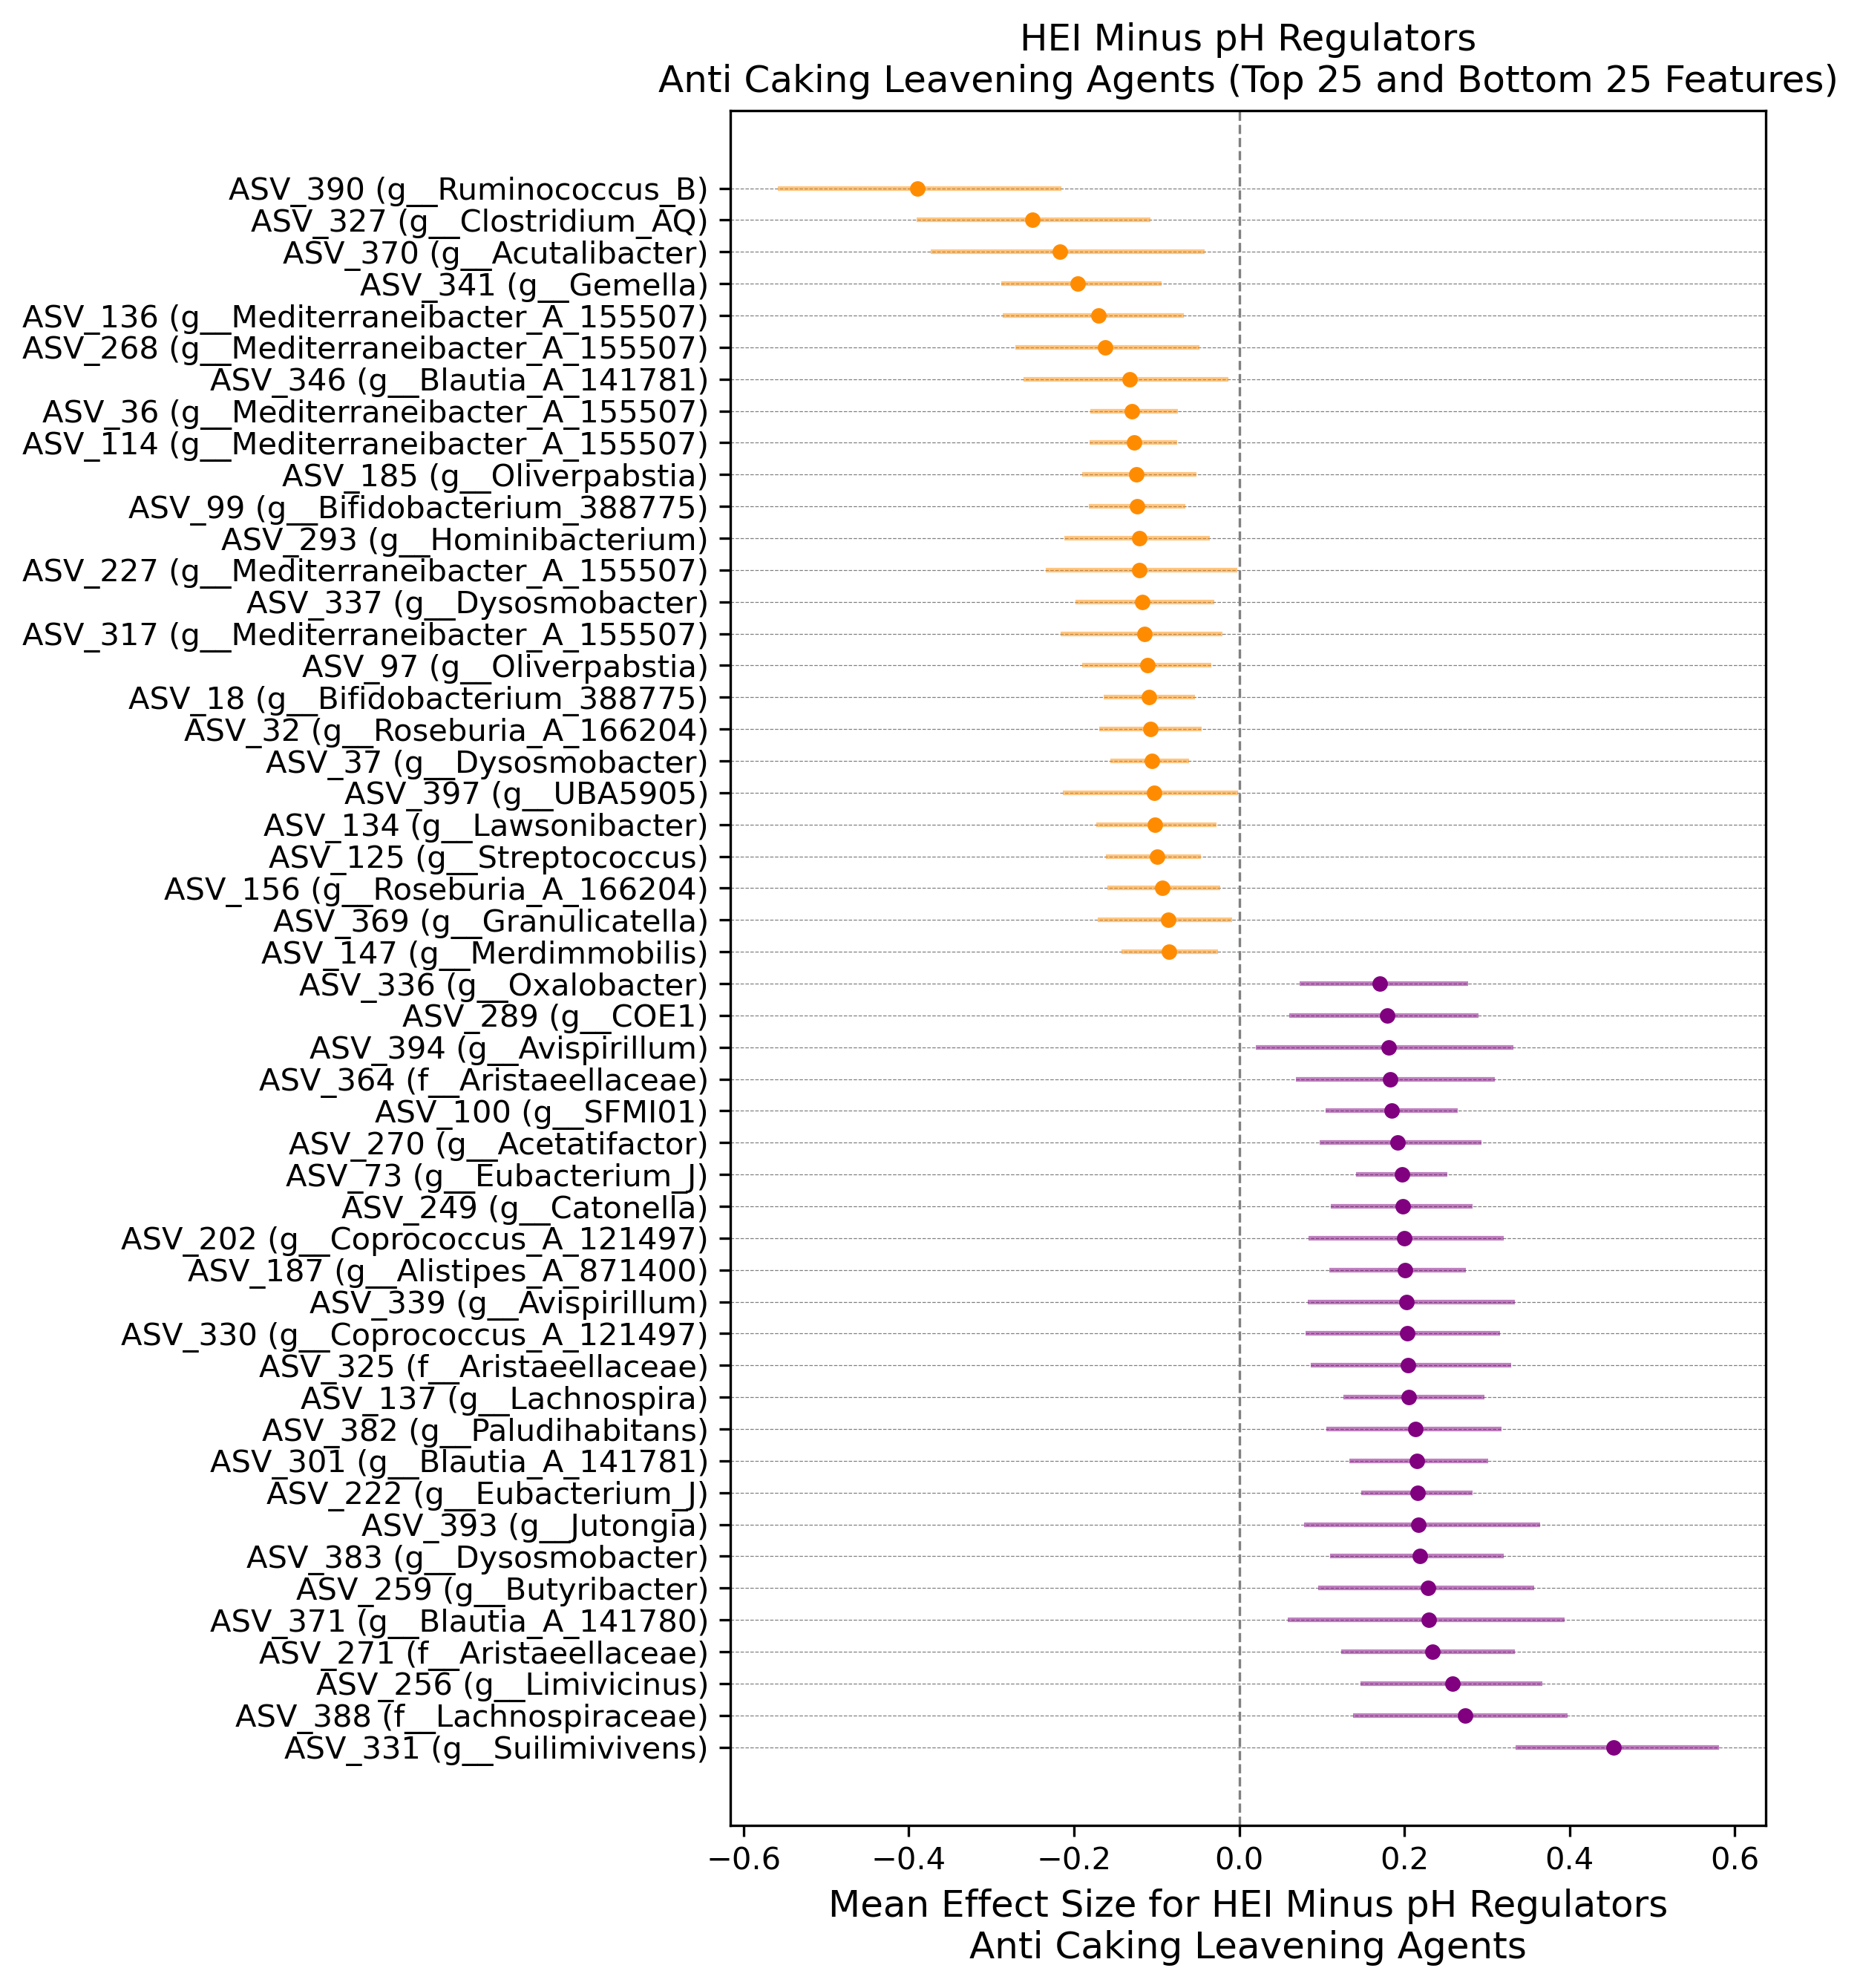 HEI Minus pH Regulators
Anti Caking Leavening Agents (Top 25 and Bottom 25 Features)
ASV_390 (g__Ruminococcus_B)
ASV_327 (g__Clostridium_AQ)
ASV_370 (g__Acutalibacter)
ASV_341 (g__Gemella)
ASV_136 (g__Mediterraneibacter_A_155507)
ASV_268 (g__Mediterraneibacter_A_155507)
ASV_346 (g__Blautia_A_141781)
ASV_36 (g__Mediterraneibacter_A_155507)
ASV_114 (g__Mediterraneibacter_A_155507)
ASV_185 (g__Oliverpabstia)
ASV_99 (g__Bifidobacterium_388775)
ASV_293 (g__Hominibacterium)
ASV_227 (g__Mediterraneibacter_A_155507)
ASV_337 (g__Dysosmobacter)
ASV_317 (g__Mediterraneibacter_A_155507)
ASV_97 (g__Oliverpabstia)
ASV_18 (g__Bifidobacterium_388775)
ASV_32 (g__Roseburia_A_166204)
ASV_37 (g__Dysosmobacter)
ASV_397 (g__UBA5905)
ASV_134 (g__Lawsonibacter)
ASV_125 (g__Streptococcus)
ASV_156 (g__Roseburia_A_166204)
ASV_369 (g__Granulicatella)
ASV_147 (g__Merdimmobilis)
ASV_336 (g__Oxalobacter)
ASV_289 (g__COE1)
ASV_394 (g__Avispirillum)
ASV_364 (f__Aristaeellaceae)
ASV_100 (g__SFMI01)
ASV_270 (g__Acetatifactor)
ASV_73 (g__Eubacterium_J)
ASV_249 (g__Catonella)
ASV_202 (g__Coprococcus_A_121497)
ASV_187 (g__Alistipes_A_871400)
ASV_339 (g__Avispirillum)
ASV_330 (g__Coprococcus_A_121497)
ASV_325 (f__Aristaeellaceae)
ASV_137 (g__Lachnospira)
ASV_382 (g__Paludihabitans)
ASV_301 (g__Blautia_A_141781)
ASV_222 (g__Eubacterium_J)
ASV_393 (g__Jutongia)
ASV_383 (g__Dysosmobacter)
ASV_259 (g__Butyribacter)
ASV_371 (g__Blautia_A_141780)
ASV_271 (f__Aristaeellaceae)
ASV_256 (g__Limivicinus)
ASV_388 (f__Lachnospiraceae)
ASV_331 (g__Suilimivivens)
−0.6 −0.4 −0.2 0.0 0.2 0.4 0.6
Mean Effect Size for HEI Minus pH Regulators
Anti Caking Leavening Agents